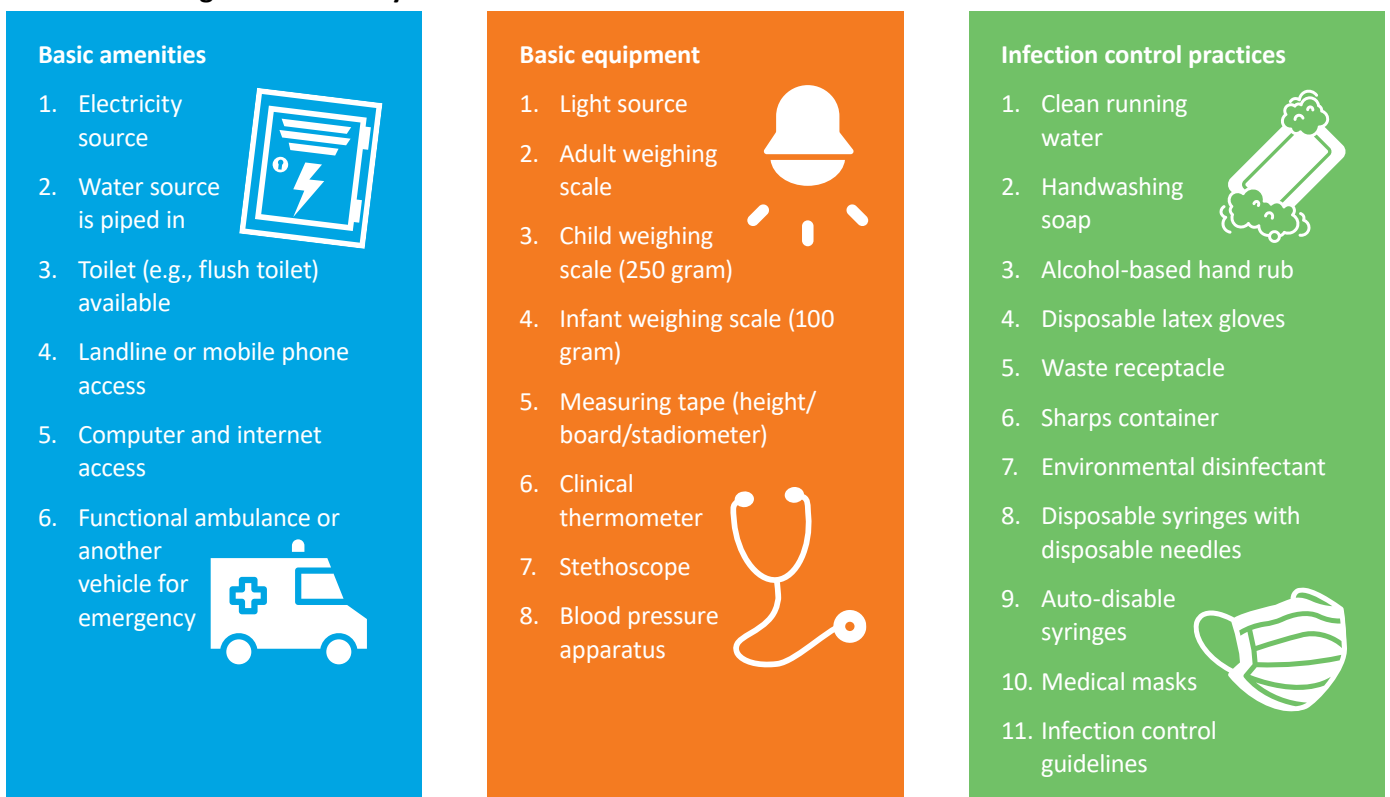 Basic amenities
1. Electricity
source
2. Water source
is piped in
3. Toilet (e.g., flush toilet)
available
4. Landline or mobile phone
access
5. Computer and internet
access
6. Functional ambulance or
another
vehicle for
emergency
Basic equipment
1. Light source
2. Adult weighing
scale
3. Child weighing
scale (250 gram)
4. Infant weighing scale (100
gram)
5. Measuring tape (height/
board/stadiometer)
6. Clinical
thermometer
7. Stethoscope
8. Blood pressure
apparatus
Infection control practices
1. Clean running
water
2. Handwashing
soap
3. Alcohol-based hand rub
4. Disposable latex gloves
5. Waste receptacle
6. Sharps container
7. Environmental disinfectant
8. Disposable syringes with
disposable needles
9. Auto-disable
syringes
10. Medical masks
11. Infection control
guidelines